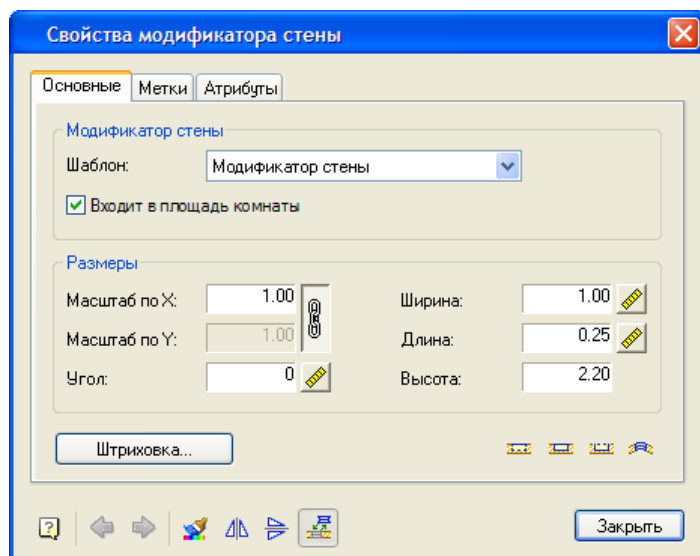 Свойства модификатора стены
Основные Метки Атрибуты
Модификатор стены
Шаблон: Модификатор стены
Входит в площадь комнаты
Размеры
Масштаб по X: 1.00 Ширина: 1.00
Масштаб по Y: 1.00 Длина: 0.25
Угол: 0 Высота: 2.20
Штриховка...
? Закрыть